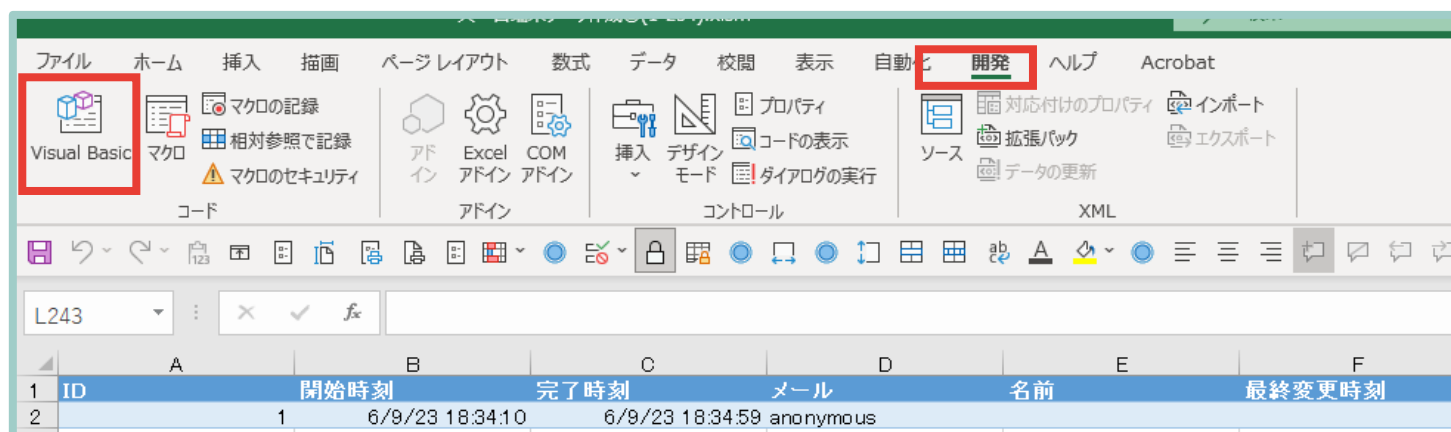 ファイル ホーム 挿入 描画 ページ レイアウト 数式 データ 校閲 表示 自動化 開発 ヘルプ Acrobat
Visual Basic マクロ マクロの記録 相対参照で記録 マクロのセキュリティ
コード
アドイン Excel アドイン COM アドイン
アドイン
挿入 デザイン モード プロパティ コードの表示 ダイアログの実行
コントロール
ソース 対応付けのプロパティ 拡張パック データの更新 インポート エクスポート
XML
L243 fx
A B C D E F
1 ID 開始時刻 完了時刻 メール 名前 最終変更時刻
2 1 6/9/23 18:34:10 6/9/23 18:34:59 anonymous